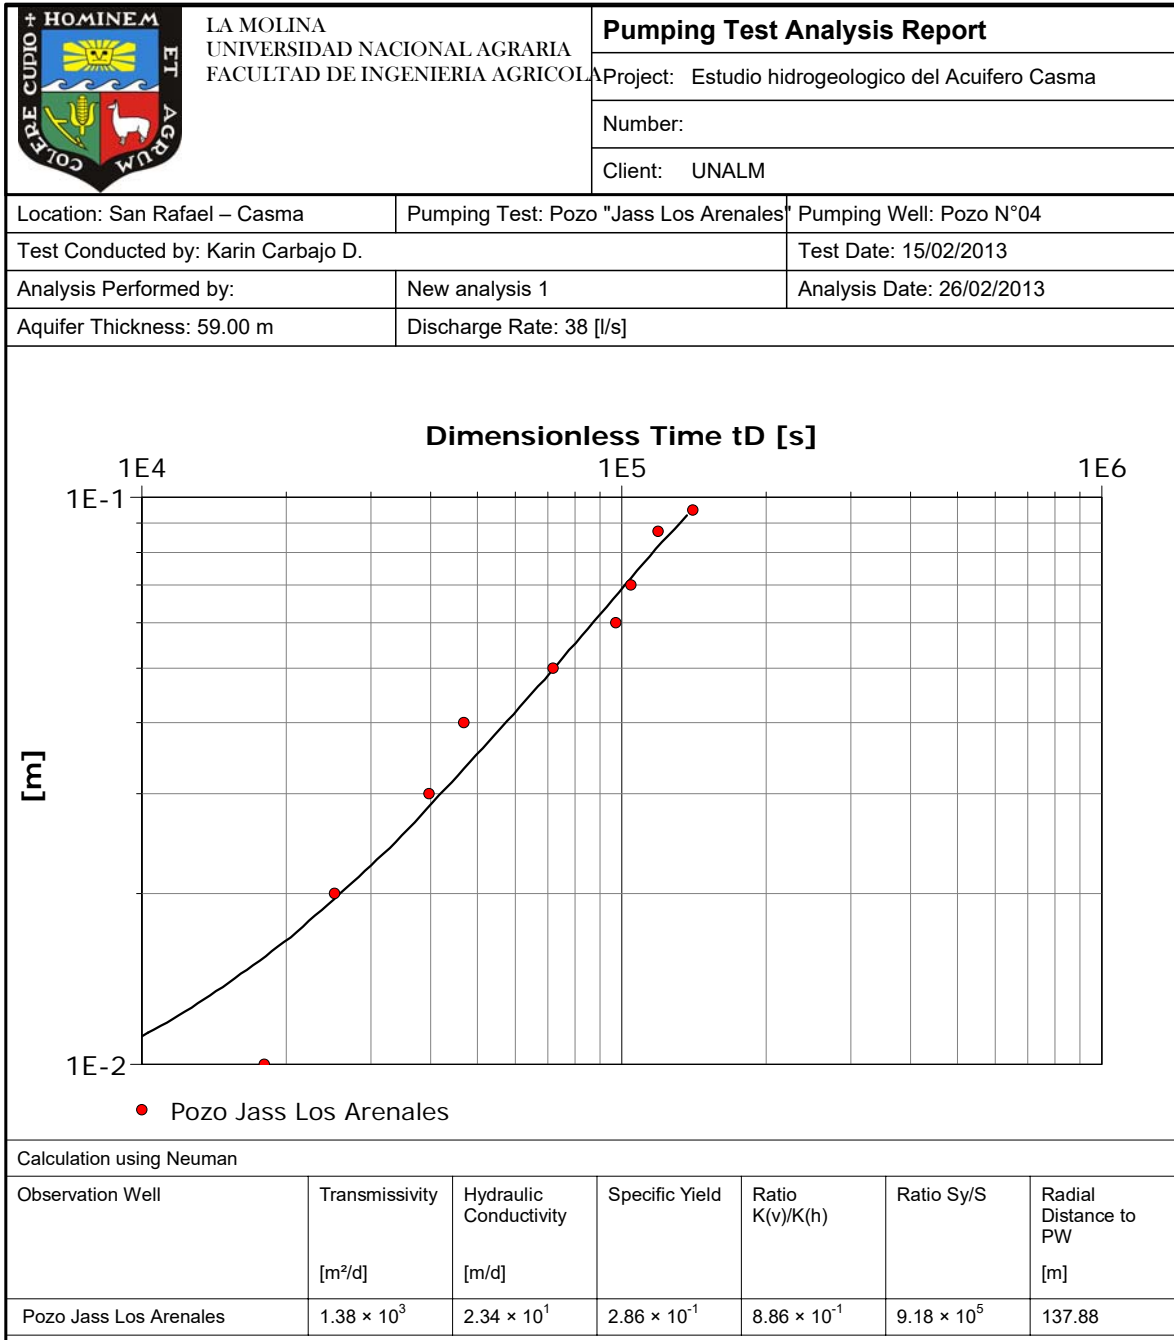 ✝ HOMINEM ET AGRUM COLERE CUPIO
LA MOLINA
UNIVERSIDAD NACIONAL AGRARIA
FACULTAD DE INGENIERIA AGRICOLA
Pumping Test Analysis Report
Project: Estudio hidrogeologico del Acuifero Casma
Number:
Client: UNALM
Location: San Rafael – Casma Pumping Test: Pozo "Jass Los Arenales" Pumping Well: Pozo N°04
Test Conducted by: Karin Carbajo D. Test Date: 15/02/2013
Analysis Performed by: New analysis 1 Analysis Date: 26/02/2013
Aquifer Thickness: 59.00 m Discharge Rate: 38 [l/s]
Dimensionless Time tD [s]
1E4 1E5 1E6
1E-1
[m]
1E-2
Pozo Jass Los Arenales
Calculation using Neuman
Observation Well Transmissivity Hydraulic Conductivity Specific Yield Ratio K(v)/K(h) Ratio Sy/S Radial Distance to PW
[m²/d] [m/d] [m]
Pozo Jass Los Arenales 1.38 × 10³ 2.34 × 10¹ 2.86 × 10⁻¹ 8.86 × 10⁻¹ 9.18 × 10⁵ 137.88